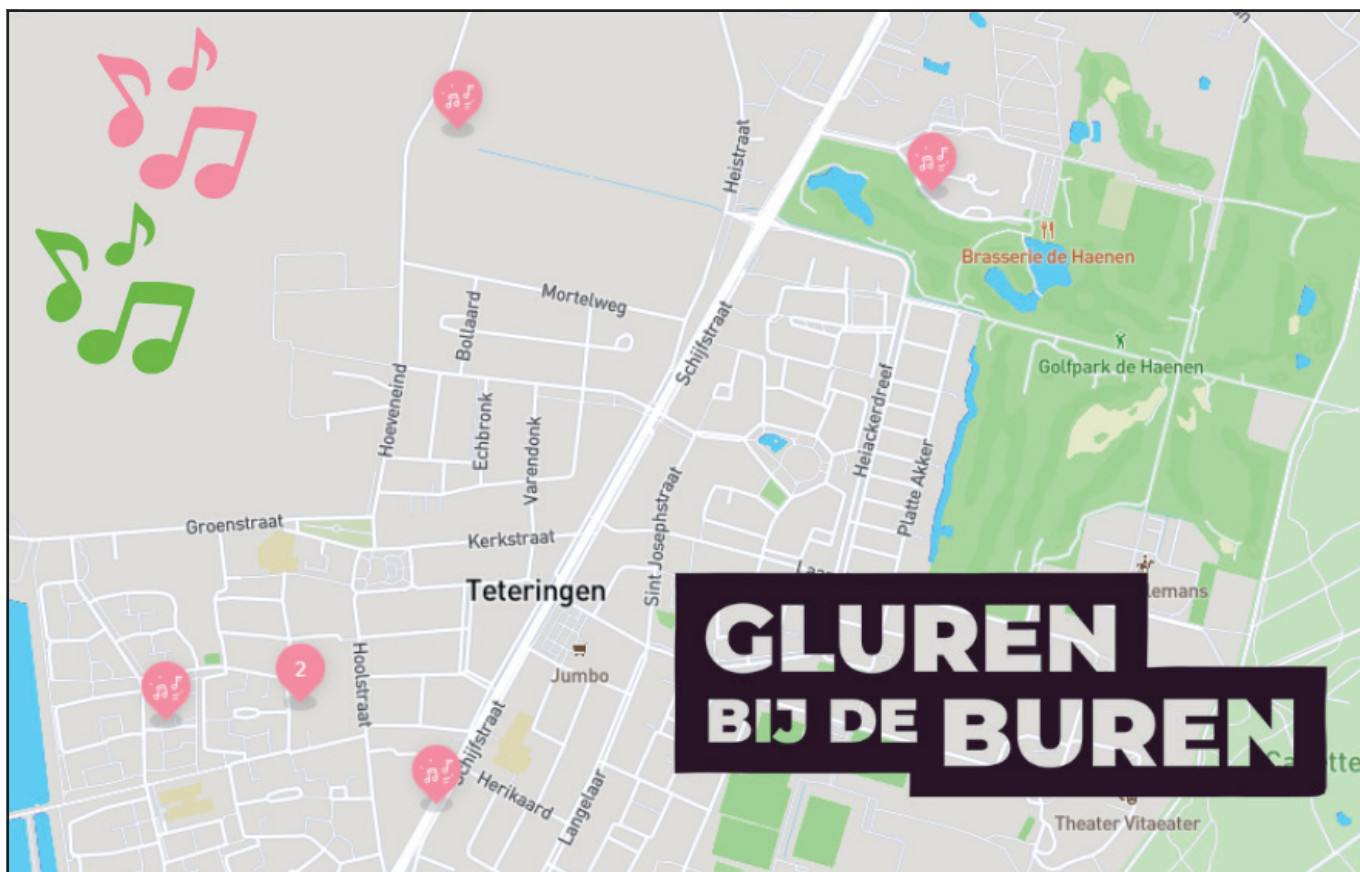 Heistraat
Brasserie de Haenen
Mortelweg
Bollaard
Schijfstraat
Golfpark de Haenen
Hoeveneind
Echbronk
Varendonk
Heiackerdreef
Platte Akker
Groenstraat
Kerkstraat
Sint Josephstraat
Teteringen
GLUREN
BIJ DE BUREN
Jumbo
2
Hoolstraat
Schijfstraat
Herikaard
Langelaar
Theater Vitaeater